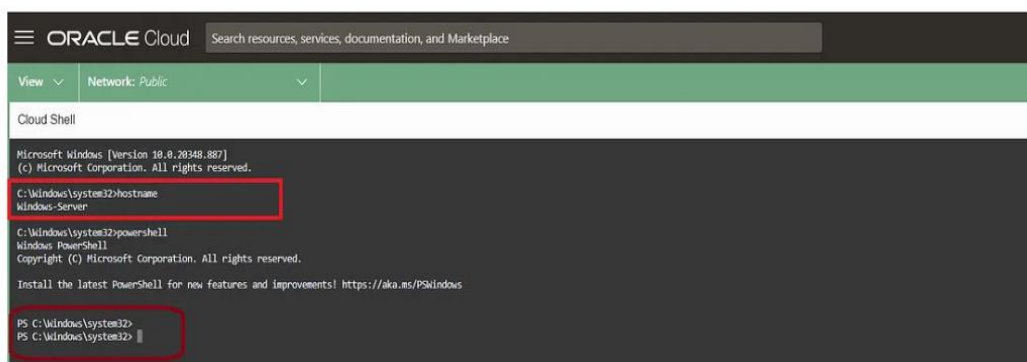 ORACLE Cloud
Search resources, services, documentation, and Marketplace
View
Network: Public
Cloud Shell
Microsoft Windows [Version 10.0.20348.887]
(c) Microsoft Corporation. All rights reserved.
C:\Windows\system32>hostname
Windows-Server
C:\Windows\system32>powershell
Windows PowerShell
Copyright (C) Microsoft Corporation. All rights reserved.
Install the latest PowerShell for new features and improvements! https://aka.ms/PSWindows
PS C:\Windows\system32>
PS C:\Windows\system32>